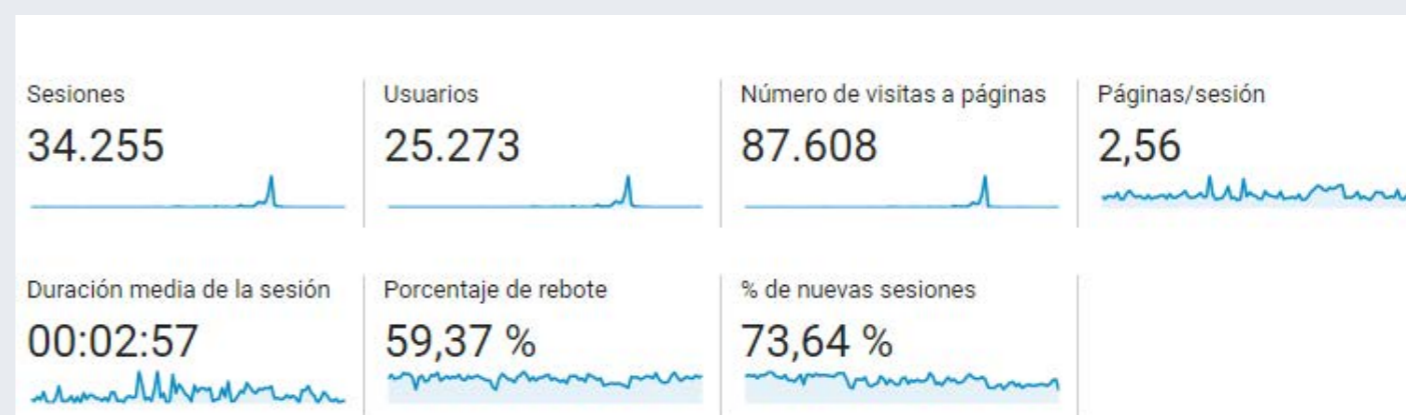 Sesiones
34.255
Usuarios
25.273
Número de visitas a páginas
87.608
Páginas/sesión
2,56
Duración media de la sesión
00:02:57
Porcentaje de rebote
59,37 %
% de nuevas sesiones
73,64 %